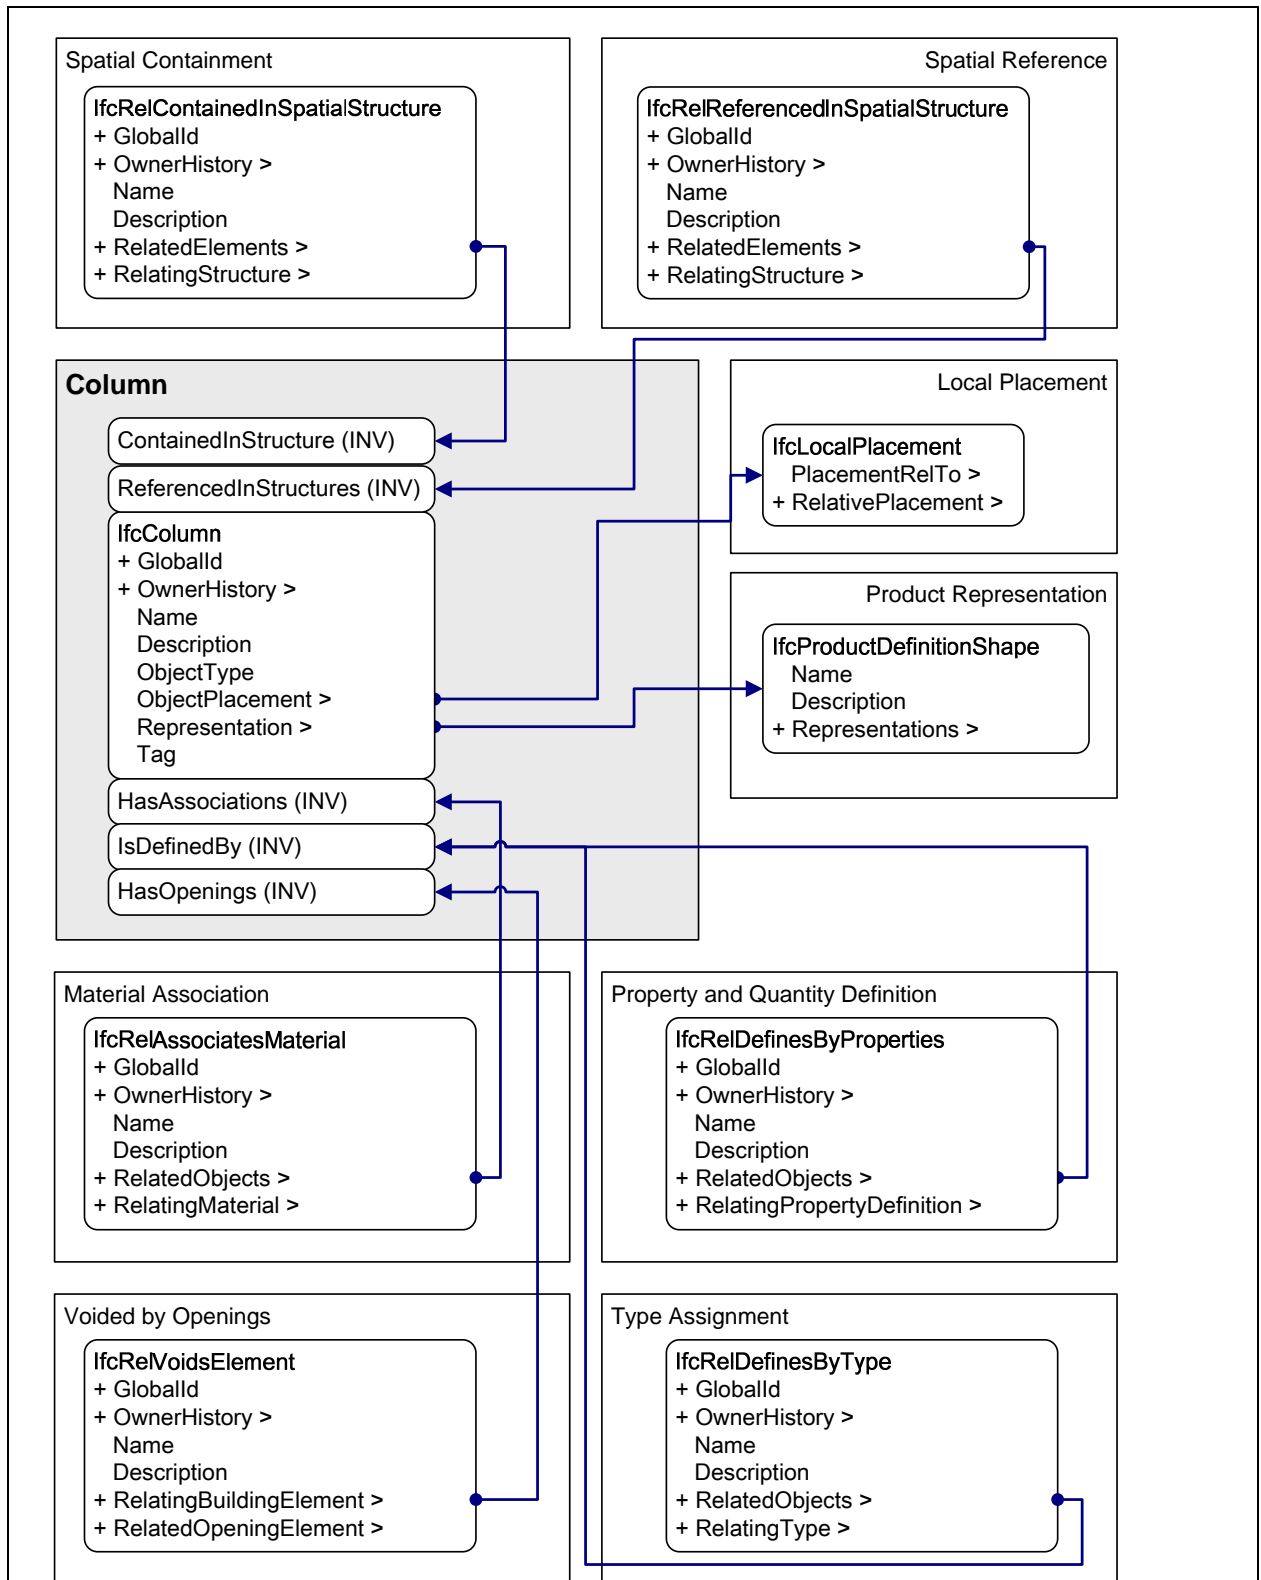 Spatial Containment
IfcRelContainedInSpatialStructure
+ GlobalId
+ OwnerHistory >
Name
Description
+ RelatedElements >
+ RelatingStructure >
Spatial Reference
IfcRelReferencedInSpatialStructure
+ GlobalId
+ OwnerHistory >
Name
Description
+ RelatedElements >
+ RelatingStructure >
Column
ContainedInStructure (INV)
ReferencedInStructures (INV)
IfcColumn
+ GlobalId
+ OwnerHistory >
Name
Description
ObjectType
ObjectPlacement >
Representation >
Tag
HasAssociations (INV)
IsDefinedBy (INV)
HasOpenings (INV)
Local Placement
IfcLocalPlacement
PlacementRelTo >
+ RelativePlacement >
Product Representation
IfcProductDefinitionShape
Name
Description
+ Representations >
Material Association
IfcRelAssociatesMaterial
+ GlobalId
+ OwnerHistory >
Name
Description
+ RelatedObjects >
+ RelatingMaterial >
Property and Quantity Definition
IfcRelDefinesByProperties
+ GlobalId
+ OwnerHistory >
Name
Description
+ RelatedObjects >
+ RelatingPropertyDefinition >
Voided by Openings
IfcRelVoidsElement
+ GlobalId
+ OwnerHistory >
Name
Description
+ RelatingBuildingElement >
+ RelatedOpeningElement >
Type Assignment
IfcRelDefinesByType
+ GlobalId
+ OwnerHistory >
Name
Description
+ RelatedObjects >
+ RelatingType >